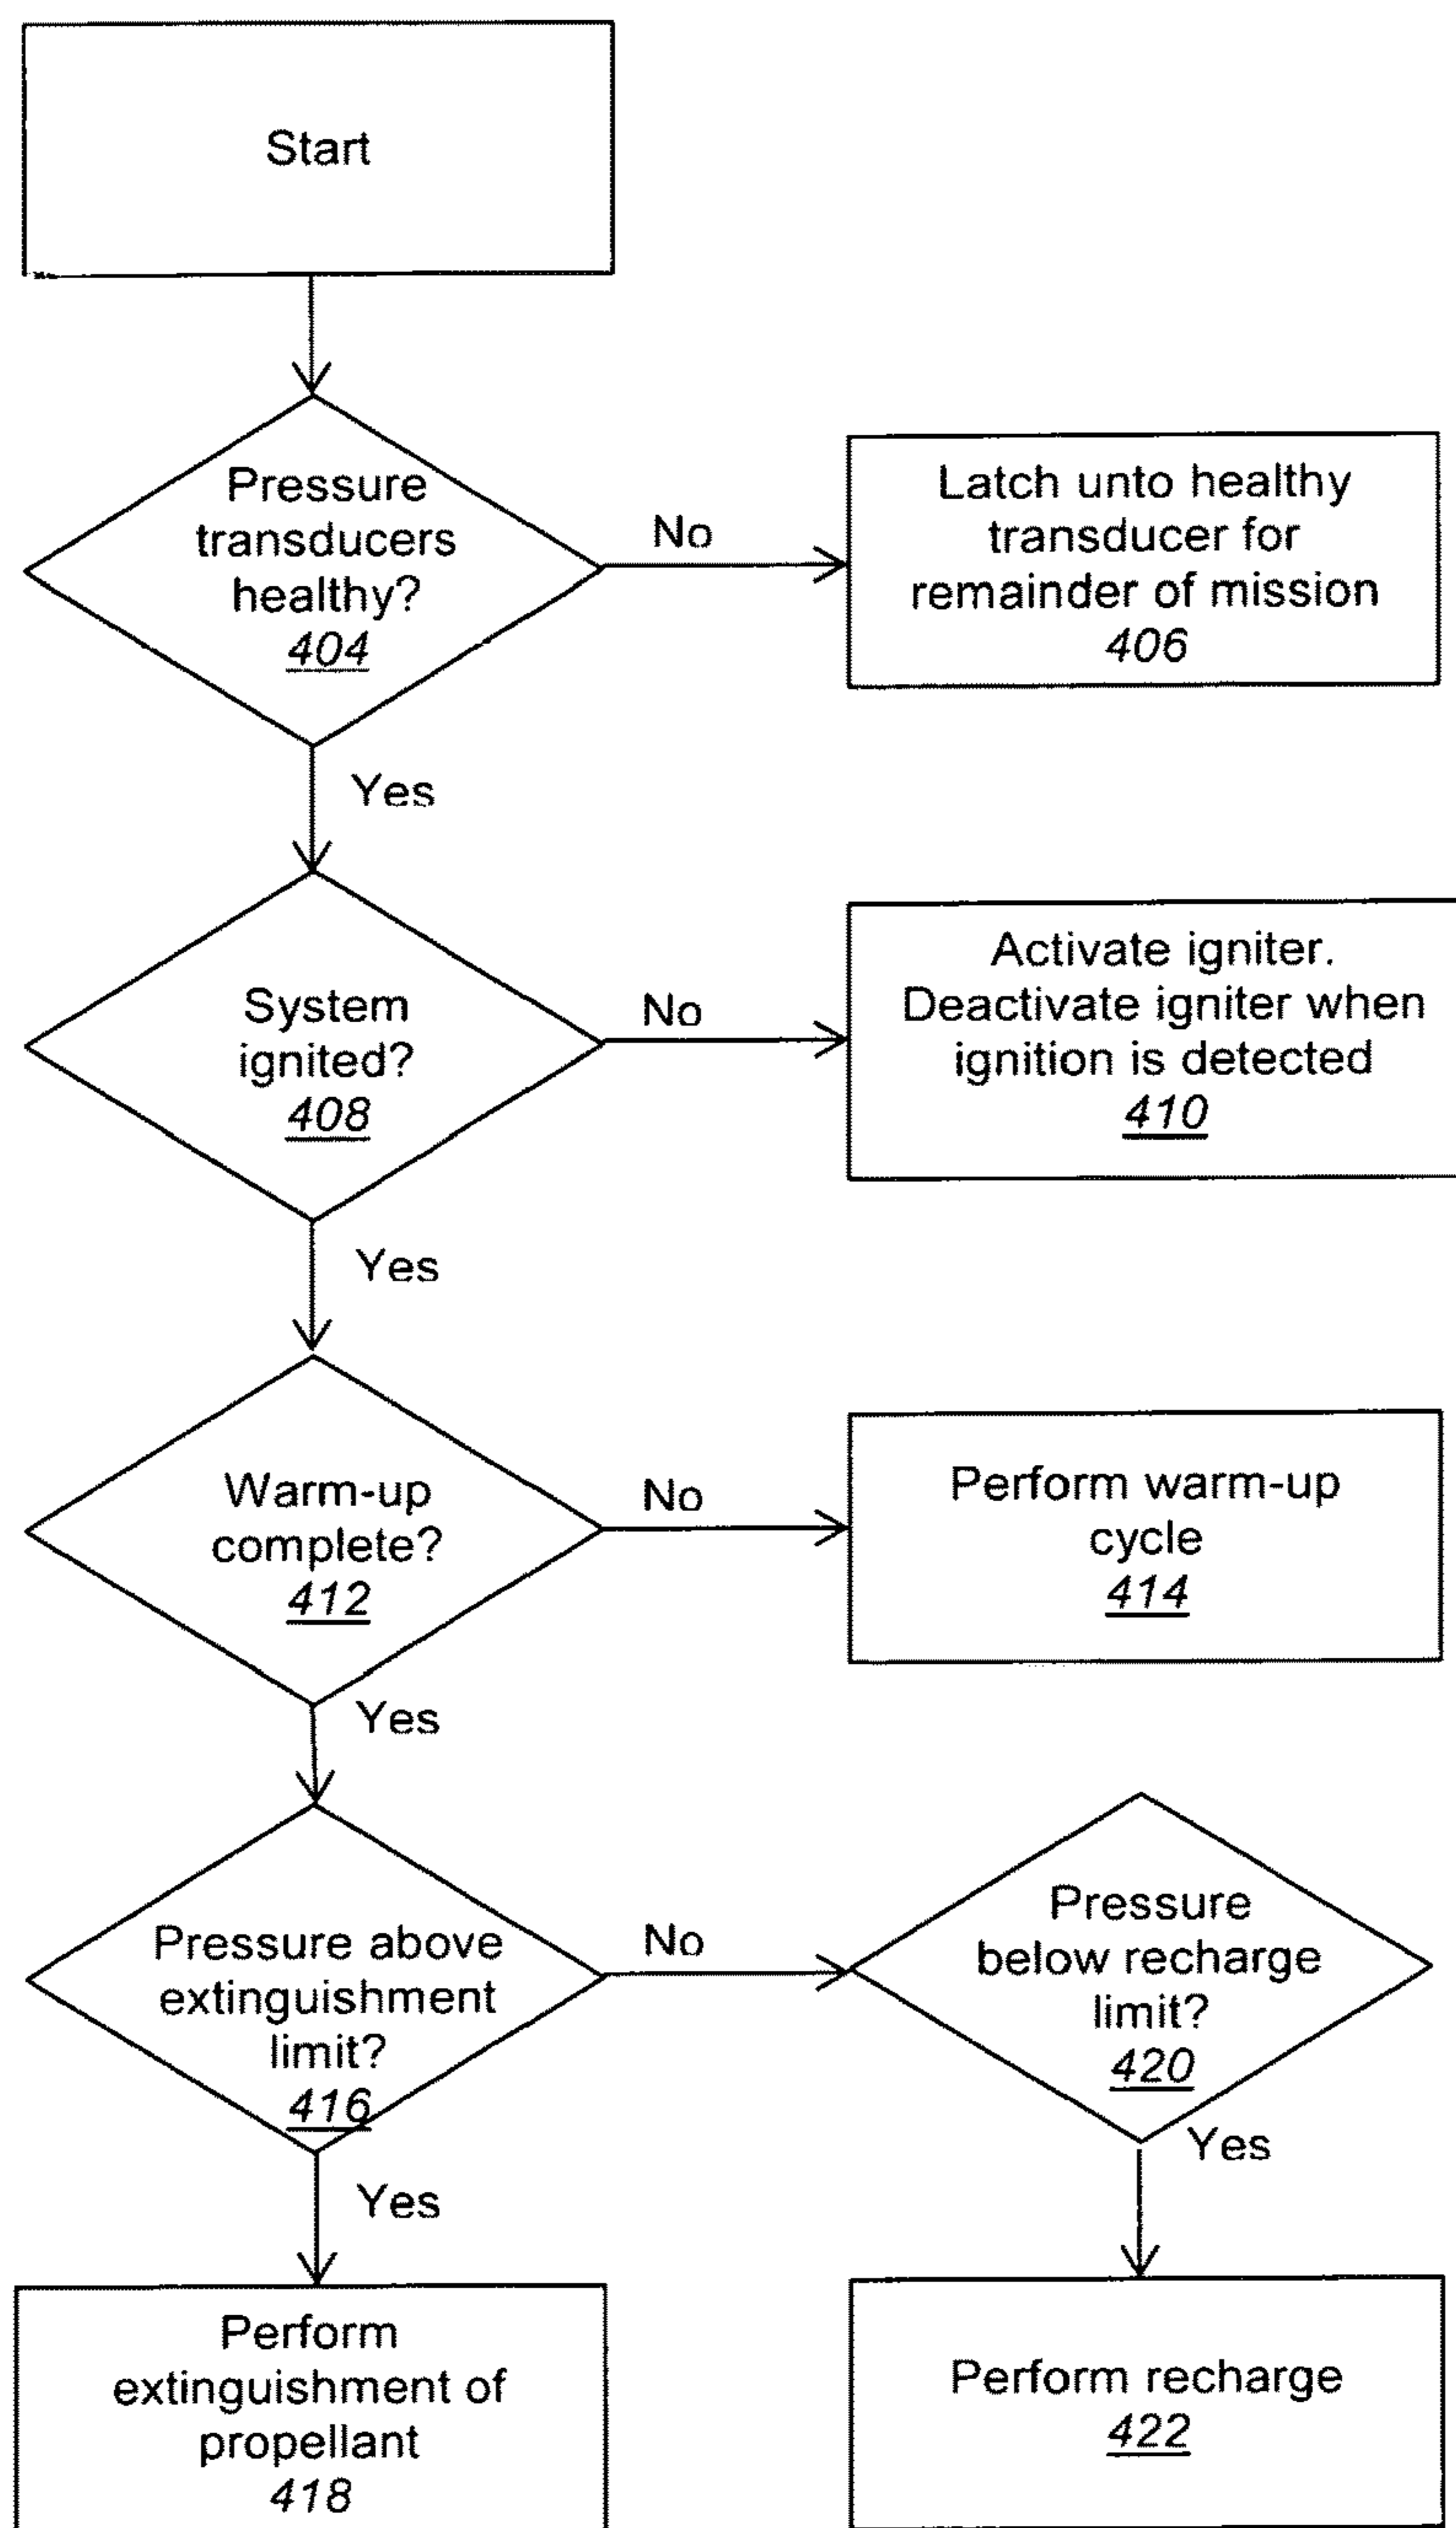 Start
Pressure
transducers
healthy?
404
No
Latch unto healthy
transducer for
remainder of mission
406
Yes
System
ignited?
408
No
Activate igniter.
Deactivate igniter when
ignition is detected
410
Yes
Warm-up
complete?
412
No
Perform warm-up
cycle
414
Yes
Pressure above
extinguishment
limit?
416
No
Pressure
below recharge
limit?
420
Yes
Yes
Perform
extinguishment of
propellant
418
Perform recharge
422